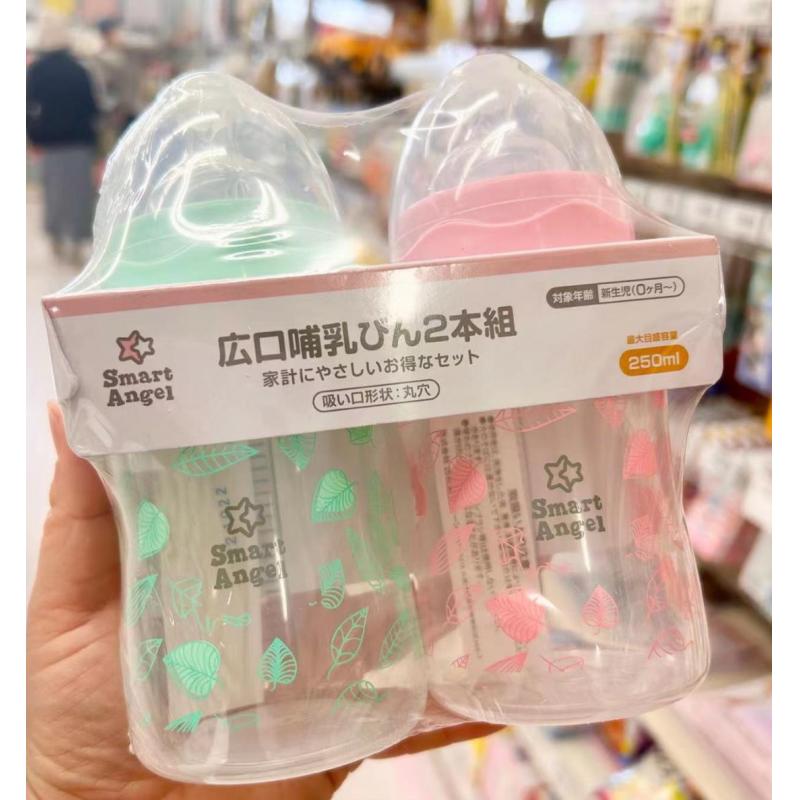 Smart
Angel
広口哺乳びん2本組
家計にやさしいお得なセット
吸い口形状:丸穴
対象年齢 新生児(0ヶ月~)
最大目盛容量
250ml
Smart
Angel
Smart
Angel